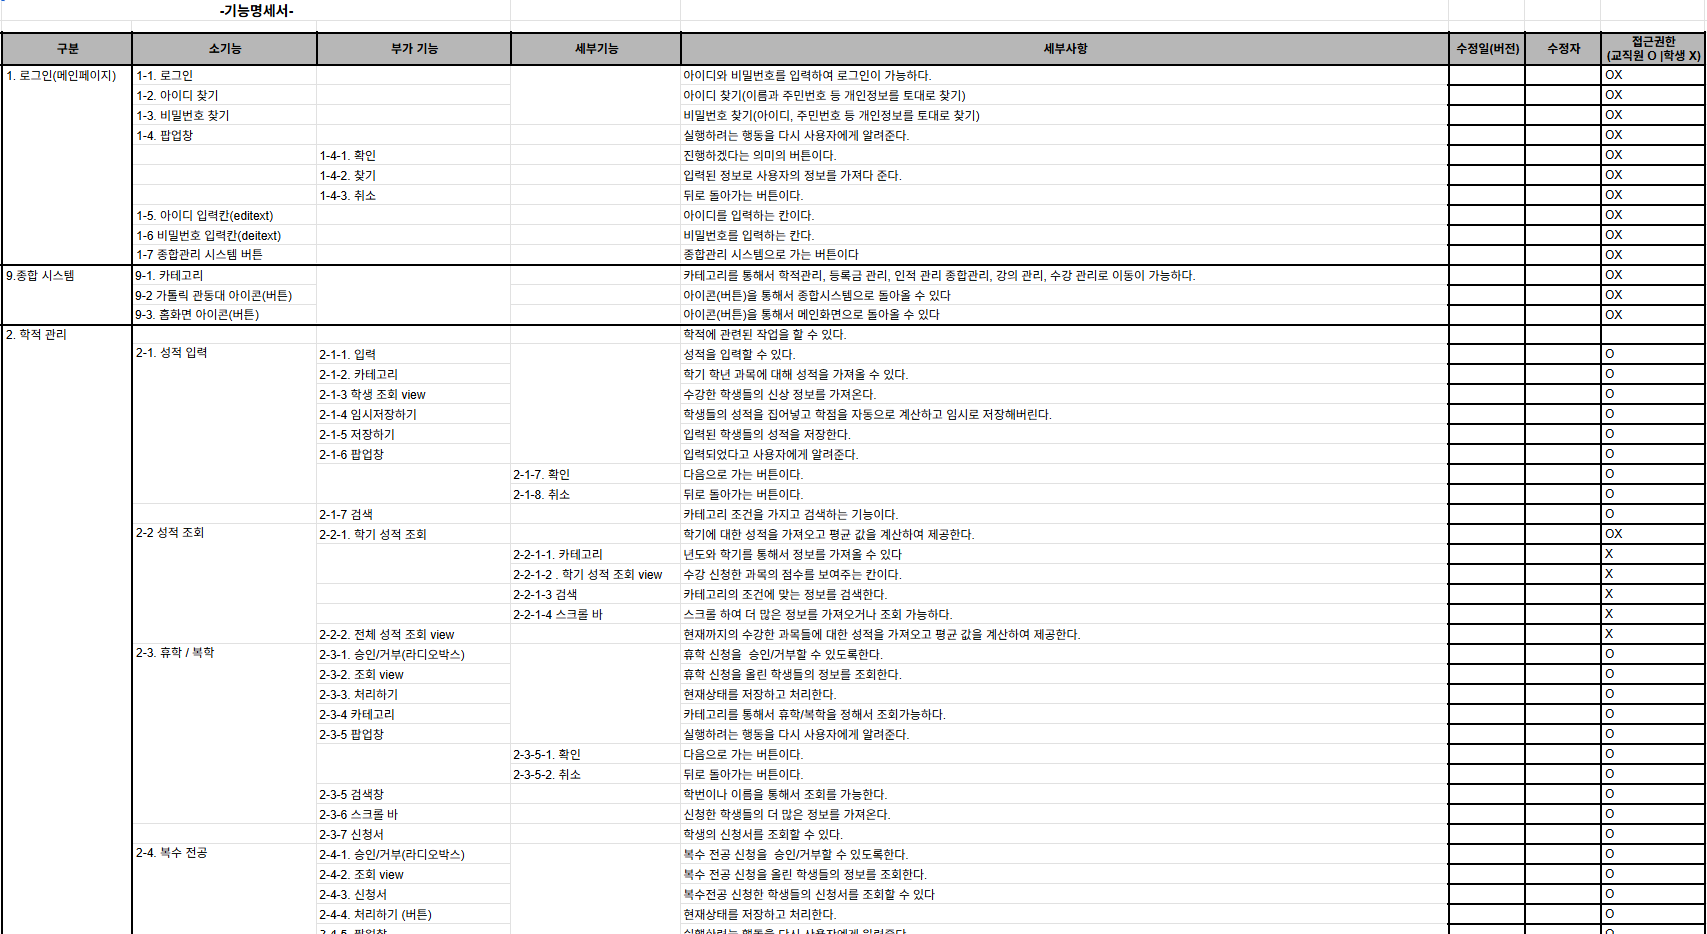 -기능명세서-
구분 소기능 부가 기능 세부기능 세부사항 수정일(버전) 수정자 접근권한
(교직원 O |학생 X)
1. 로그인(메인페이지) 1-1. 로그인 아이디와 비밀번호를 입력하여 로그인이 가능하다. OX
1-2. 아이디 찾기 아이디 찾기(이름과 주민번호 등 개인정보를 토대로 찾기) OX
1-3. 비밀번호 찾기 비밀번호 찾기(아이디, 주민번호 등 개인정보를 토대로 찾기) OX
1-4. 팝업창 실행하려는 행동을 다시 사용자에게 알려준다. OX
1-4-1. 확인 진행하겠다는 의미의 버튼이다. OX
1-4-2. 찾기 입력된 정보로 사용자의 정보를 가져다 준다. OX
1-4-3. 취소 뒤로 돌아가는 버튼이다. OX
1-5. 아이디 입력칸(editext) 아이디를 입력하는 칸이다. OX
1-6 비밀번호 입력칸(deitext) 비밀번호를 입력하는 칸다. OX
1-7 종합관리 시스템 버튼 종합관리 시스템으로 가는 버튼이다 OX
9.종합 시스템 9-1. 카테고리 카테고리를 통해서 학적관리, 등록금 관리, 인적 관리 종합관리, 강의 관리, 수강 관리로 이동이 가능하다. OX
9-2 가톨릭 관동대 아이콘(버튼) 아이콘(버튼)을 통해서 종합시스템으로 돌아올 수 있다 OX
9-3. 홈화면 아이콘(버튼) 아이콘(버튼)을 통해서 메인화면으로 돌아올 수 있다 OX
2. 학적 관리 학적에 관련된 작업을 할 수 있다.
2-1. 성적 입력 2-1-1. 입력 성적을 입력할 수 있다. O
2-1-2. 카테고리 학기 학년 과목에 대해 성적을 가져올 수 있다. O
2-1-3 학생 조회 view 수강한 학생들의 신상 정보를 가져온다. O
2-1-4 임시저장하기 학생들의 성적을 집어넣고 학점을 자동으로 계산하고 임시로 저장해버린다. O
2-1-5 저장하기 입력된 학생들의 성적을 저장한다. O
2-1-6 팝업창 입력되었다고 사용자에게 알려준다. O
2-1-7. 확인 다음으로 가는 버튼이다. O
2-1-8. 취소 뒤로 돌아가는 버튼이다. O
2-1-7 검색 카테고리 조건을 가지고 검색하는 기능이다. O
2-2 성적 조회 2-2-1. 학기 성적 조회 학기에 대한 성적을 가져오고 평균 값을 계산하여 제공한다. OX
2-2-1-1. 카테고리 년도와 학기를 통해서 정보를 가져올 수 있다 X
2-2-1-2 . 학기 성적 조회 view 수강 신청한 과목의 점수를 보여주는 칸이다. X
2-2-1-3 검색 카테고리의 조건에 맞는 정보를 검색한다. X
2-2-1-4 스크롤 바 스크롤 하여 더 많은 정보를 가져오거나 조회 가능하다. X
2-2-2. 전체 성적 조회 view 현재까지의 수강한 과목들에 대한 성적을 가져오고 평균 값을 계산하여 제공한다. X
2-3. 휴학 / 복학 2-3-1. 승인/거부(라디오박스) 휴학 신청을 승인/거부할 수 있도록한다. O
2-3-2. 조회 view 휴학 신청을 올린 학생들의 정보를 조회한다. O
2-3-3. 처리하기 현재상태를 저장하고 처리한다. O
2-3-4 카테고리 카테고리를 통해서 휴학/복학을 정해서 조회가능하다. O
2-3-5 팝업창 실행하려는 행동을 다시 사용자에게 알려준다. O
2-3-5-1. 확인 다음으로 가는 버튼이다. O
2-3-5-2. 취소 뒤로 돌아가는 버튼이다. O
2-3-5 검색창 학번이나 이름을 통해서 조회를 가능한다. O
2-3-6 스크롤 바 신청한 학생들의 더 많은 정보를 가져온다. O
2-3-7 신청서 학생의 신청서를 조회할 수 있다. O
2-4. 복수 전공 2-4-1. 승인/거부(라디오박스) 복수 전공 신청을 승인/거부할 수 있도록한다. O
2-4-2. 조회 view 복수 전공 신청을 올린 학생들의 정보를 조회한다. O
2-4-3. 신청서 복수전공 신청한 학생들의 신청서를 조회할 수 있다 O
2-4-4. 처리하기 (버튼) 현재상태를 저장하고 처리한다. O
2-4-5. 팝업창 실행하려는 행동을 다시 사용자에게 알려준다. O